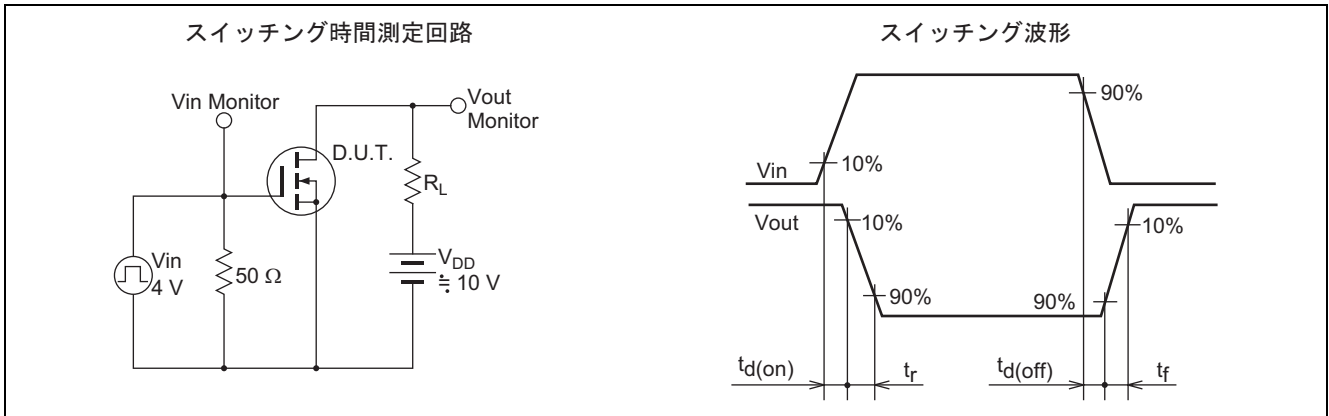 スイッチング時間測定回路
Vin Monitor
Vout
Monitor
D.U.T.
RL
Vin
4 V
50 Ω
VDD
≒ 10 V
スイッチング波形
Vin
10%
90%
Vout
10%
90%
90%
10%
td(on)
tr
td(off)
tf